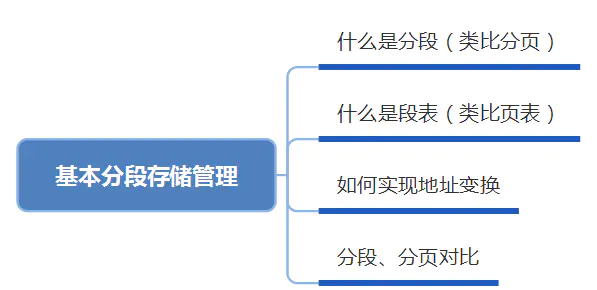 什么是分段（类比分页）
什么是段表（类比页表）
基本分段存储管理
如何实现地址变换
分段、分页对比